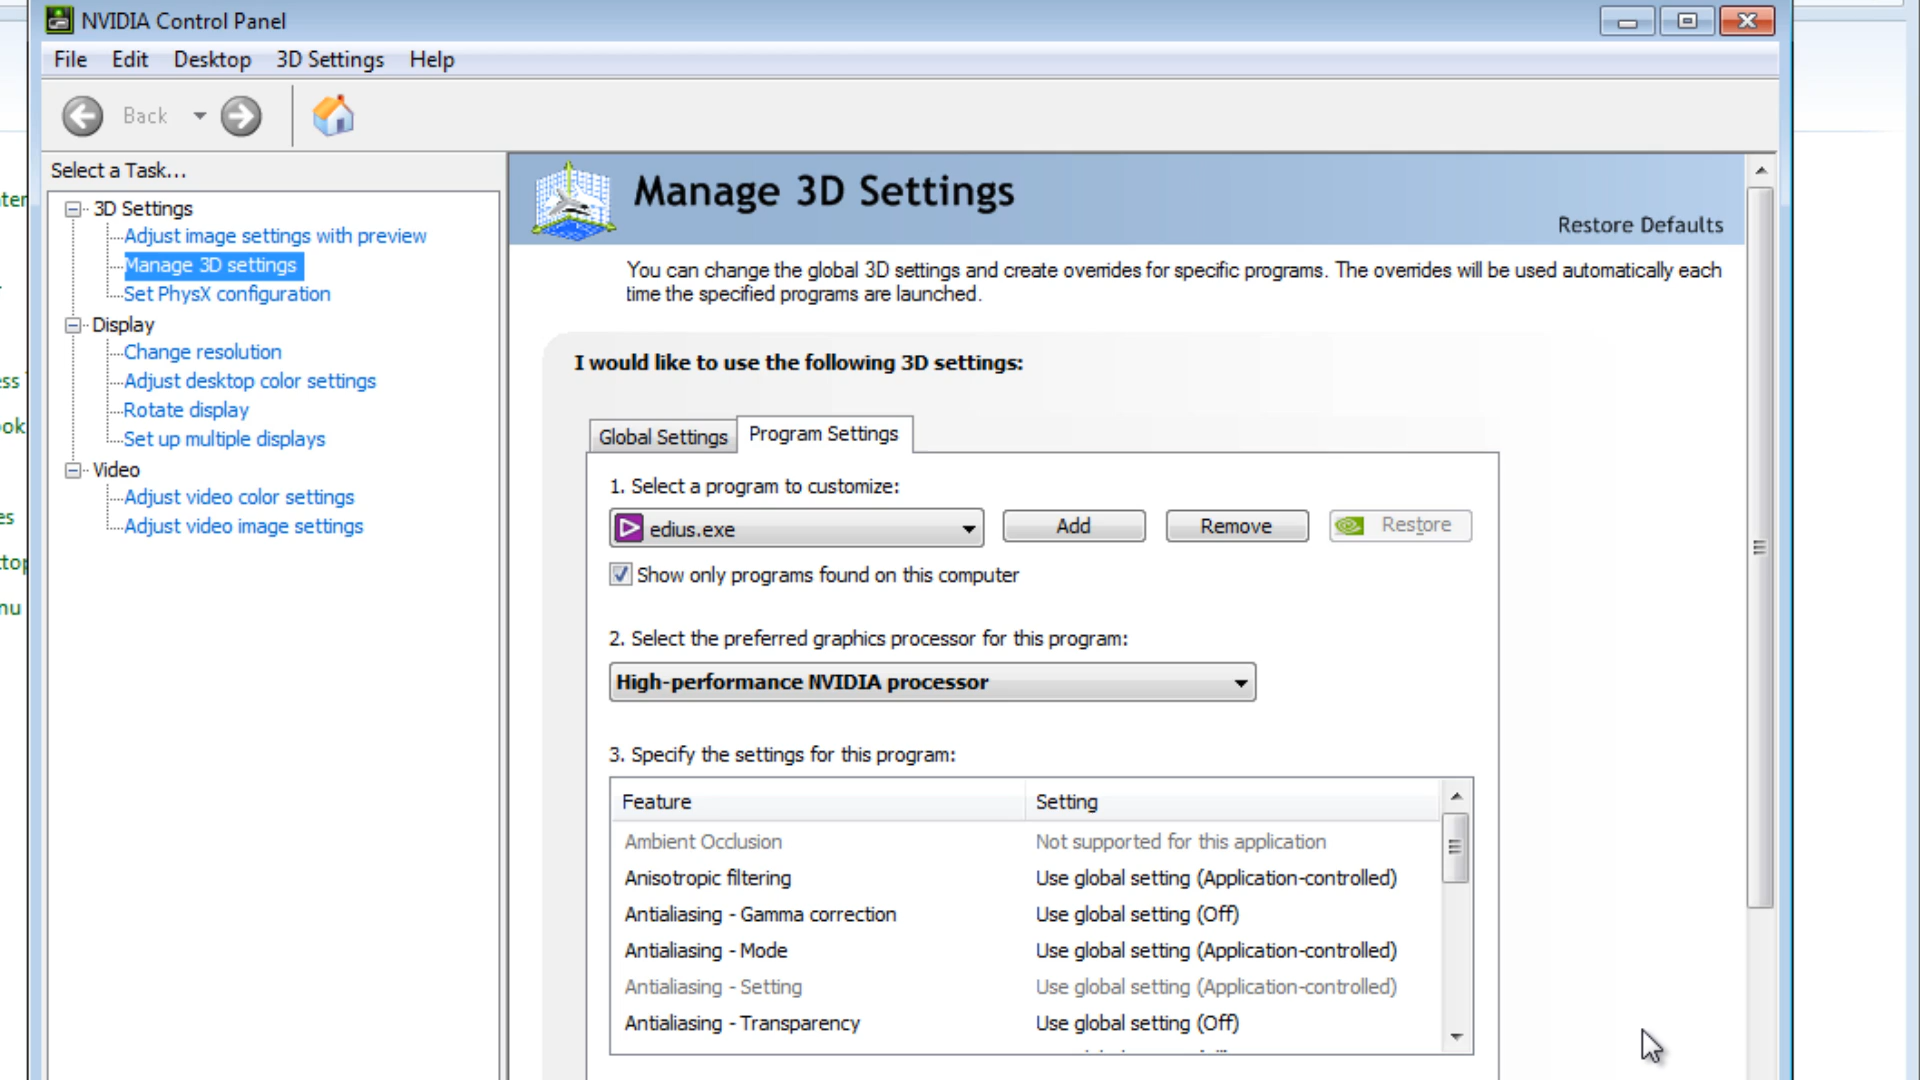 NVIDIA Control Panel
File Edit Desktop 3D Settings Help
Back
Select a Task...
3D Settings
Adjust image settings with preview
Manage 3D settings
Set PhysX configuration
Display
Change resolution
Adjust desktop color settings
Rotate display
Set up multiple displays
Video
Adjust video color settings
Adjust video image settings
Manage 3D Settings
Restore Defaults
You can change the global 3D settings and create overrides for specific programs. The overrides will be used automatically each
time the specified programs are launched.
I would like to use the following 3D settings:
Global Settings Program Settings
1. Select a program to customize:
edius.exe Add Remove Restore
Show only programs found on this computer
2. Select the preferred graphics processor for this program:
High-performance NVIDIA processor
3. Specify the settings for this program:
Feature Setting
Ambient Occlusion Not supported for this application
Anisotropic filtering Use global setting (Application-controlled)
Antialiasing - Gamma correction Use global setting (Off)
Antialiasing - Mode Use global setting (Application-controlled)
Antialiasing - Setting Use global setting (Application-controlled)
Antialiasing - Transparency Use global setting (Off)